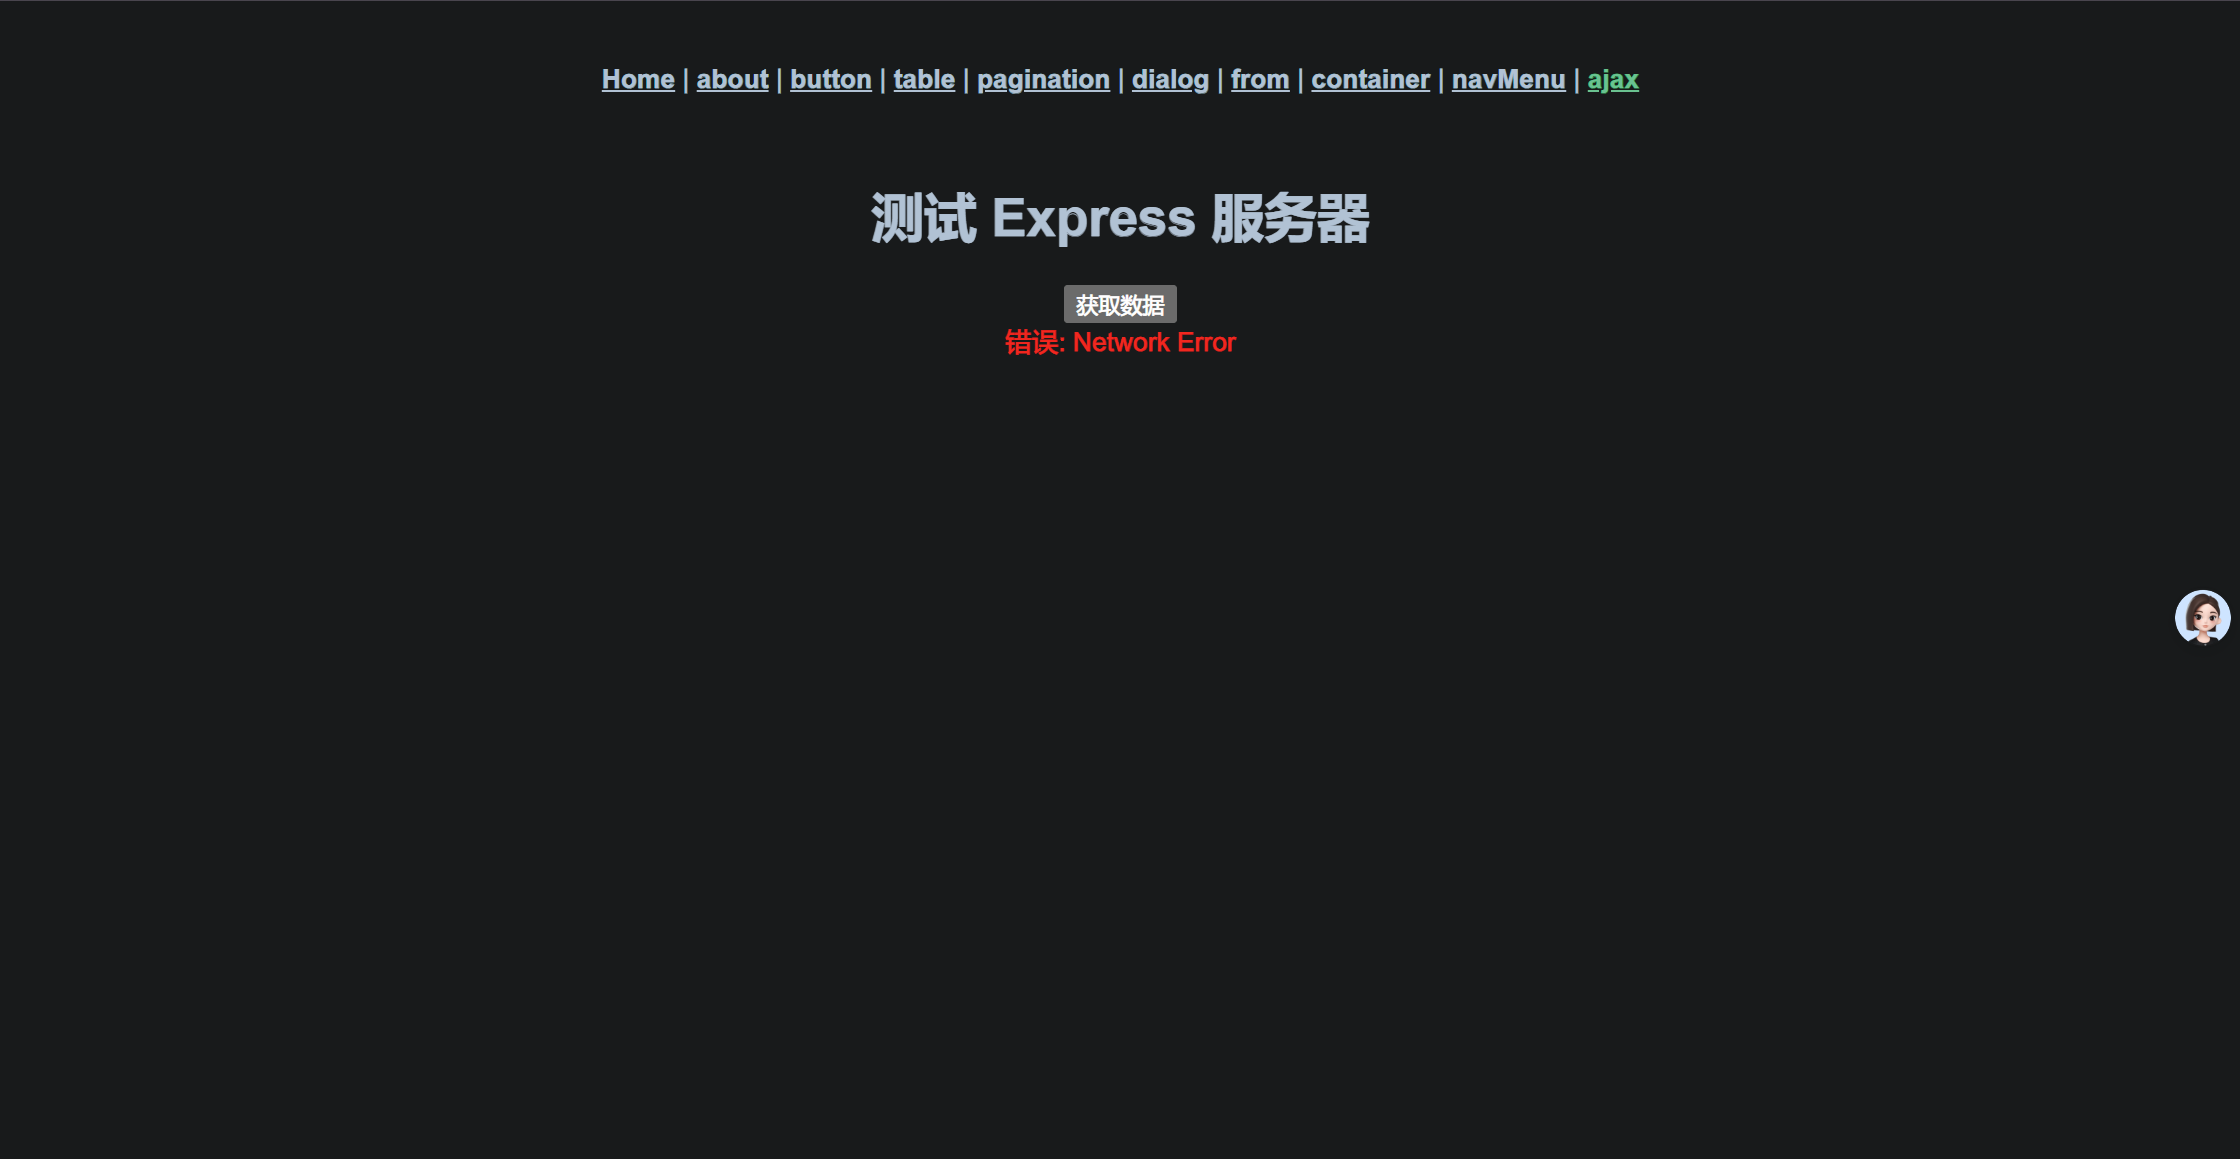 Home | about | button | table | pagination | dialog | from | container | navMenu | ajax
测试 Express 服务器
获取数据
错误: Network Error